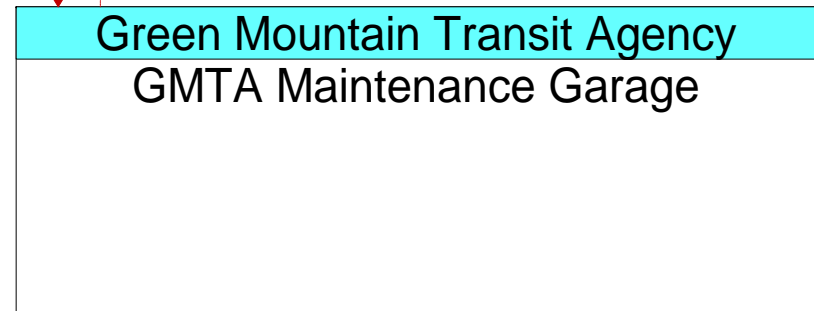 Green Mountain Transit Agency
GMTA Maintenance Garage